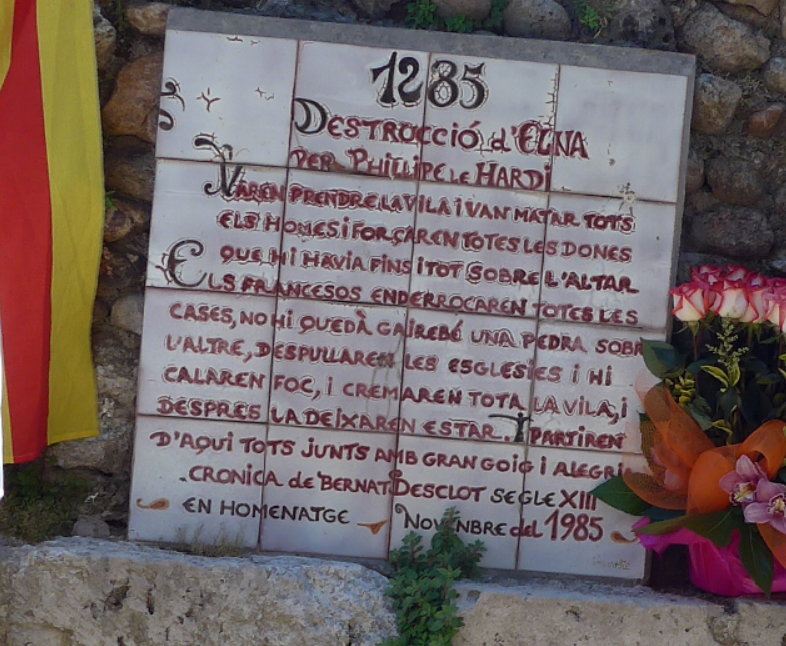 1285
DESTRUCCIÓ d'ELNA
PER PHILLIPE LE HARDI
VAREN PRENDRE LA VILA I VAN MATAR TOTS
ELS HOMES I FORÇAREN TOTES LES DONES
QUE HI HAVIA FINS I TOT SOBRE L'ALTAR
ELS FRANCESOS ENDERROCAREN TOTES LES
CASES, NO HI QUEDÀ GAIREBÉ UNA PEDRA SOBR
L'ALTRE, DESPULLAREN LES ESGLESIES i HI
CALAREN FOC, i CREMAREN TOTA LA VILA, i
DESPRES LA DEIXAREN ESTAR. I PARTIREN
D'AQUI TOTS JUNTS AMB GRAN GOIG i ALEGRIA
CRONICA de BERNAT DESCLOT SEGLE XIII
EN HOMENATGE NOVEMBRE del 1985